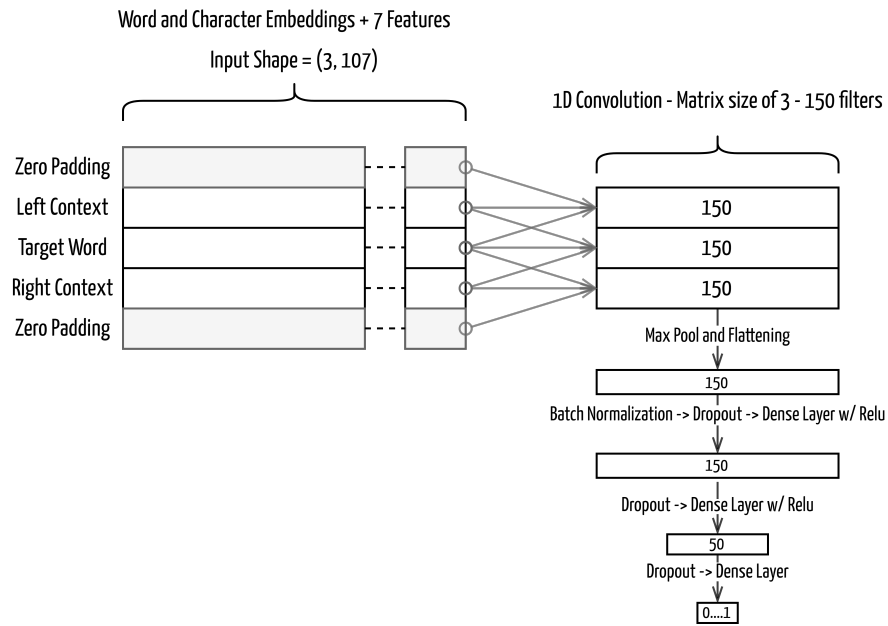 Word and Character Embeddings + 7 Features
Input Shape = (3, 107)
1D Convolution - Matrix size of 3 - 150 filters
Zero Padding
Left Context
150
Target Word
150
Right Context
150
Zero Padding
Max Pool and Flattening
150
Batch Normalization -> Dropout -> Dense Layer w/ Relu
150
Dropout -> Dense Layer w/ Relu
50
Dropout -> Dense Layer
0....1